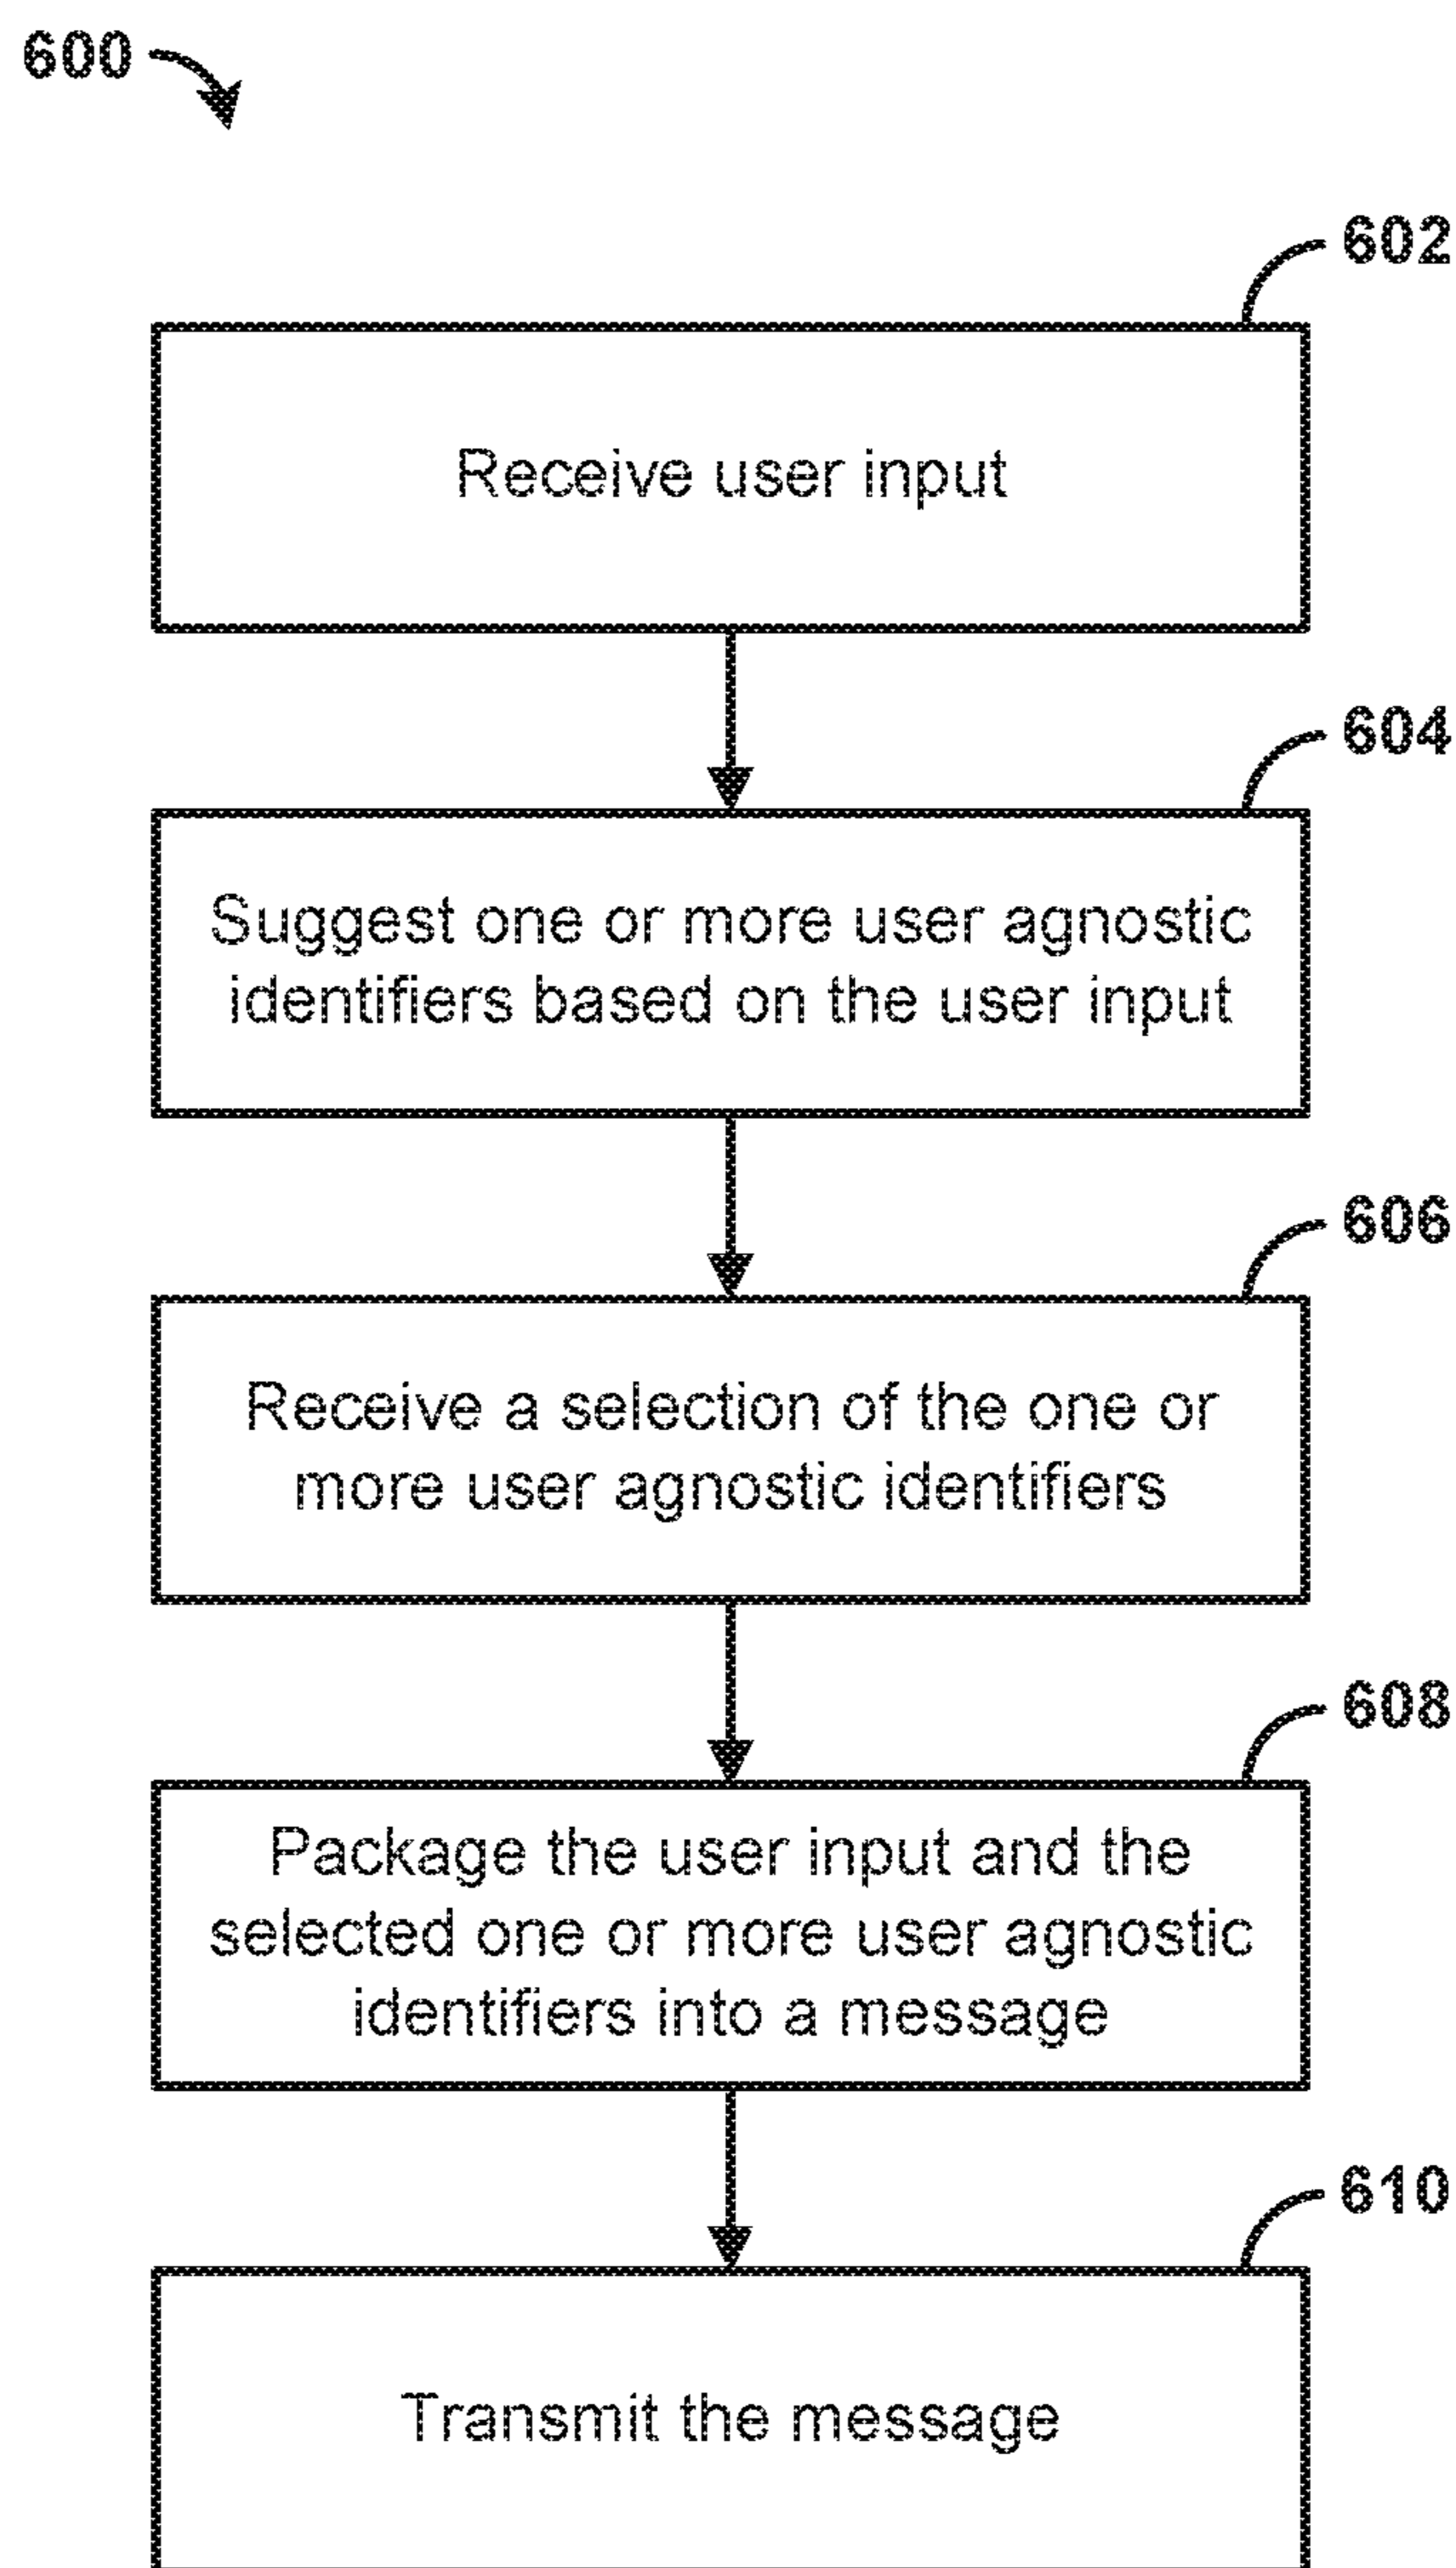 600
602
Receive user input
604
Suggest one or more user agnostic
identifiers based on the user input
606
Receive a selection of the one or
more user agnostic identifiers
608
Package the user input and the
selected one or more user agnostic
identifiers into a message
610
Transmit the message